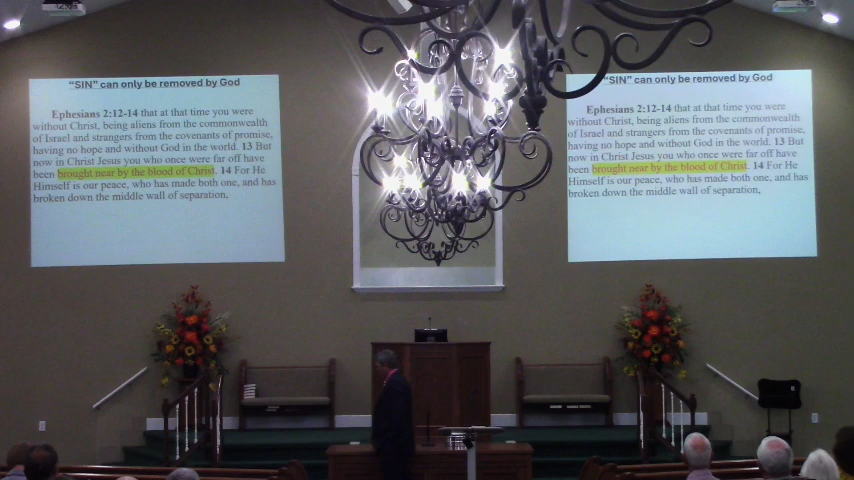 "SIN" can only be removed by God
Ephesians 2:12-14 that at that time you were
without Christ, being aliens from the commonwealth
of Israel and strangers from the covenants of promise,
having no hope and without God in the world. 13 But
now in Christ Jesus you who once were far off have
been brought near by the blood of Christ. 14 For He
Himself is our peace, who has made both one, and has
broken down the middle wall of separation,
"SIN" can only be removed by God
Ephesians 2:12-14 that at that time you were
without Christ, being aliens from the commonwealth
of Israel and strangers from the covenants of promise,
having no hope and without God in the world. 13 But
now in Christ Jesus you who once were far off have
been brought near by the blood of Christ. 14 For He
Himself is our peace, who has made both one, and has
broken down the middle wall of separation,